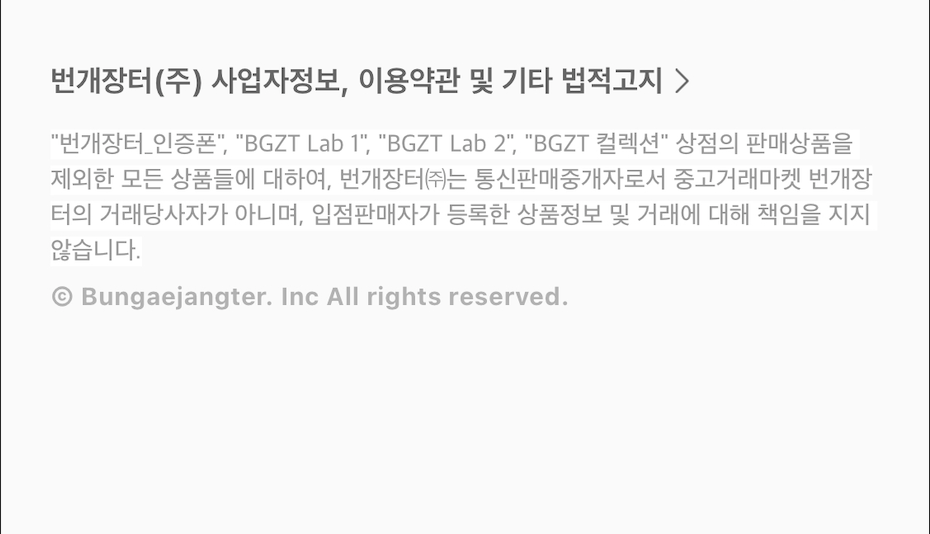 번개장터(주) 사업자정보, 이용약관 및 기타 법적고지 >
"번개장터_인증폰", "BGZT Lab 1", "BGZT Lab 2", "BGZT 컬렉션" 상점의 판매상품을
제외한 모든 상품들에 대하여, 번개장터㈜는 통신판매중개자로서 중고거래마켓 번개장
터의 거래당사자가 아니며, 입점판매자가 등록한 상품정보 및 거래에 대해 책임을 지지
않습니다.
© Bungaejangter. Inc All rights reserved.